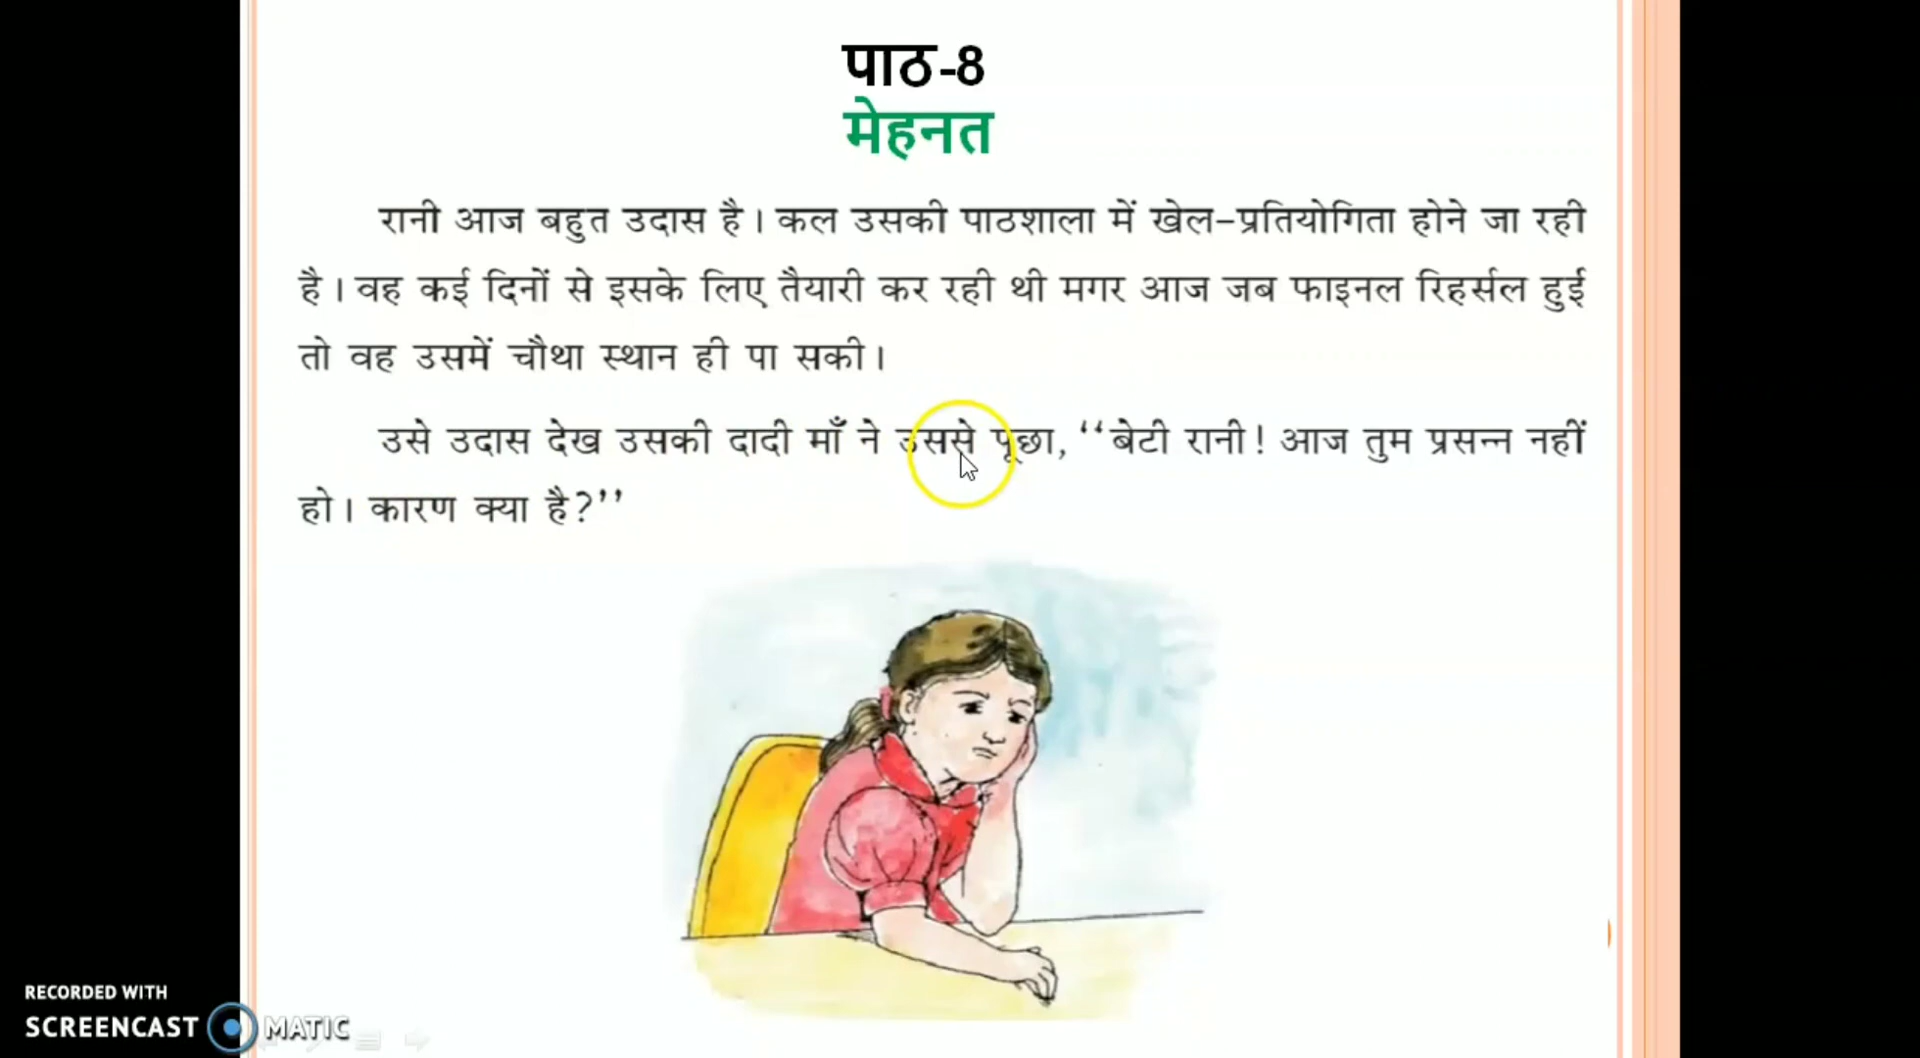 पाठ-8
मेहनत
रानी आज बहुत उदास है। कल उसकी पाठशाला में खेल-प्रतियोगिता होने जा रही
है। वह कई दिनों से इसके लिए तैयारी कर रही थी मगर आज जब फाइनल रिहर्सल हुई
तो वह उसमें चौथा स्थान ही पा सकी।
उसे उदास देख उसकी दादी माँ ने उससे पूछा, ‘‘बेटी रानी! आज तुम प्रसन्न नहीं
हो। कारण क्या है?’’
RECORDED WITH
SCREENCAST MATIC